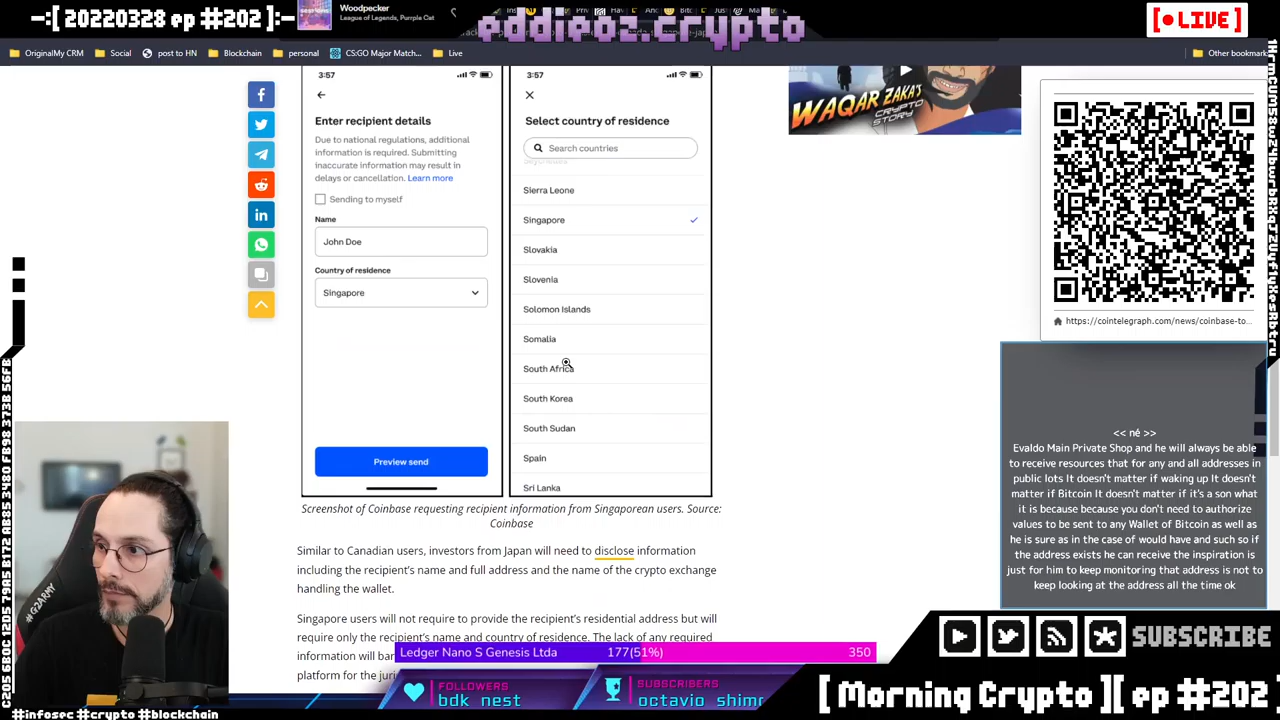 -:[ 20220328 ep #202 ]:-
Woodpecker
League of Legends, Purple Cat
eddieoz.crypto
[ LIVE ]
OriginalMy CRM
Social
post to HN
Blockchain
personal
CS:GO Major Match...
Live
Other bookmark
3:57
Enter recipient details
Due to national regulations, additional
information is required. Submitting
inaccurate information may result in
delays or cancellation. Learn more
Sending to myself
Name
John Doe
Country of residence
Singapore
Preview send
3:57
Select country of residence
Search countries
Sierra Leone
Singapore
Slovakia
Slovenia
Solomon Islands
Somalia
South Africa
South Korea
South Sudan
Spain
Sri Lanka
Screenshot of Coinbase requesting recipient information from Singaporean users. Source:
Coinbase
Similar to Canadian users, investors from Japan will need to disclose information
including the recipient's name and full address and the name of the crypto exchange
handling the wallet.
Singapore users will not require to provide the recipient's residential address but will
require only the recipient's name and country of residence. The lack of any required
information will
platform for the
WAQAR ZAKA'S
CRYPTO
STORY
https://cointelegraph.com/news/coinbase-to...
<< né >>
Evaldo Main Private Shop and he will always be able
to receive resources that for any and all addresses in
public lots It doesn't matter if waking up It doesn't
matter if Bitcoin It doesn't matter if it's a son what
it is because because you don't need to authorize
values to be sent to any Wallet of Bitcoin as well as
he is sure as in the case of would have and such so if
the address exists he can receive the inspiration is
just for him to keep monitoring that address is not to
keep looking at the address all the time ok
Ledger Nano S Genesis Ltda 177(51%) 350
FOLLOWERS
bdk_nest
SUBSCRIBERS
octavio_shim
SUBSCRIBE
[ Morning Crypto ][ ep #202
#infosec #crypto #blockchain